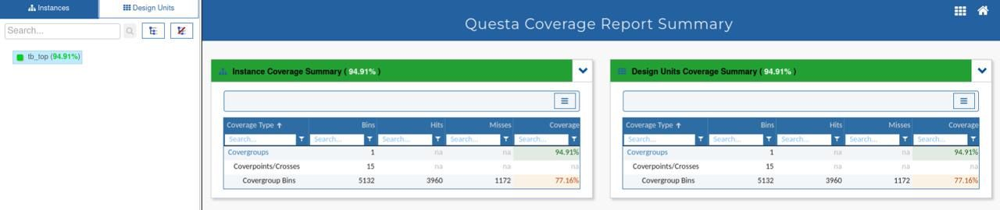 Instances
Design Units
Search...
tb_top (94.91%)
Questa Coverage Report Summary
Instance Coverage Summary ( 94.91% )
Coverage Type ↑ Bins Hits Misses Coverage
Search... Search... Search... Search... Search...
Covergroups 1 na na 94.91%
Coverpoints/Crosses 15 na na na
Covergroup Bins 5132 3960 1172 77.16%
Design Units Coverage Summary ( 94.91% )
Coverage Type ↑ Bins Hits Misses Coverage
Search... Search... Search... Search... Search...
Covergroups 1 na na 94.91%
Coverpoints/Crosses 15 na na na
Covergroup Bins 5132 3960 1172 77.16%